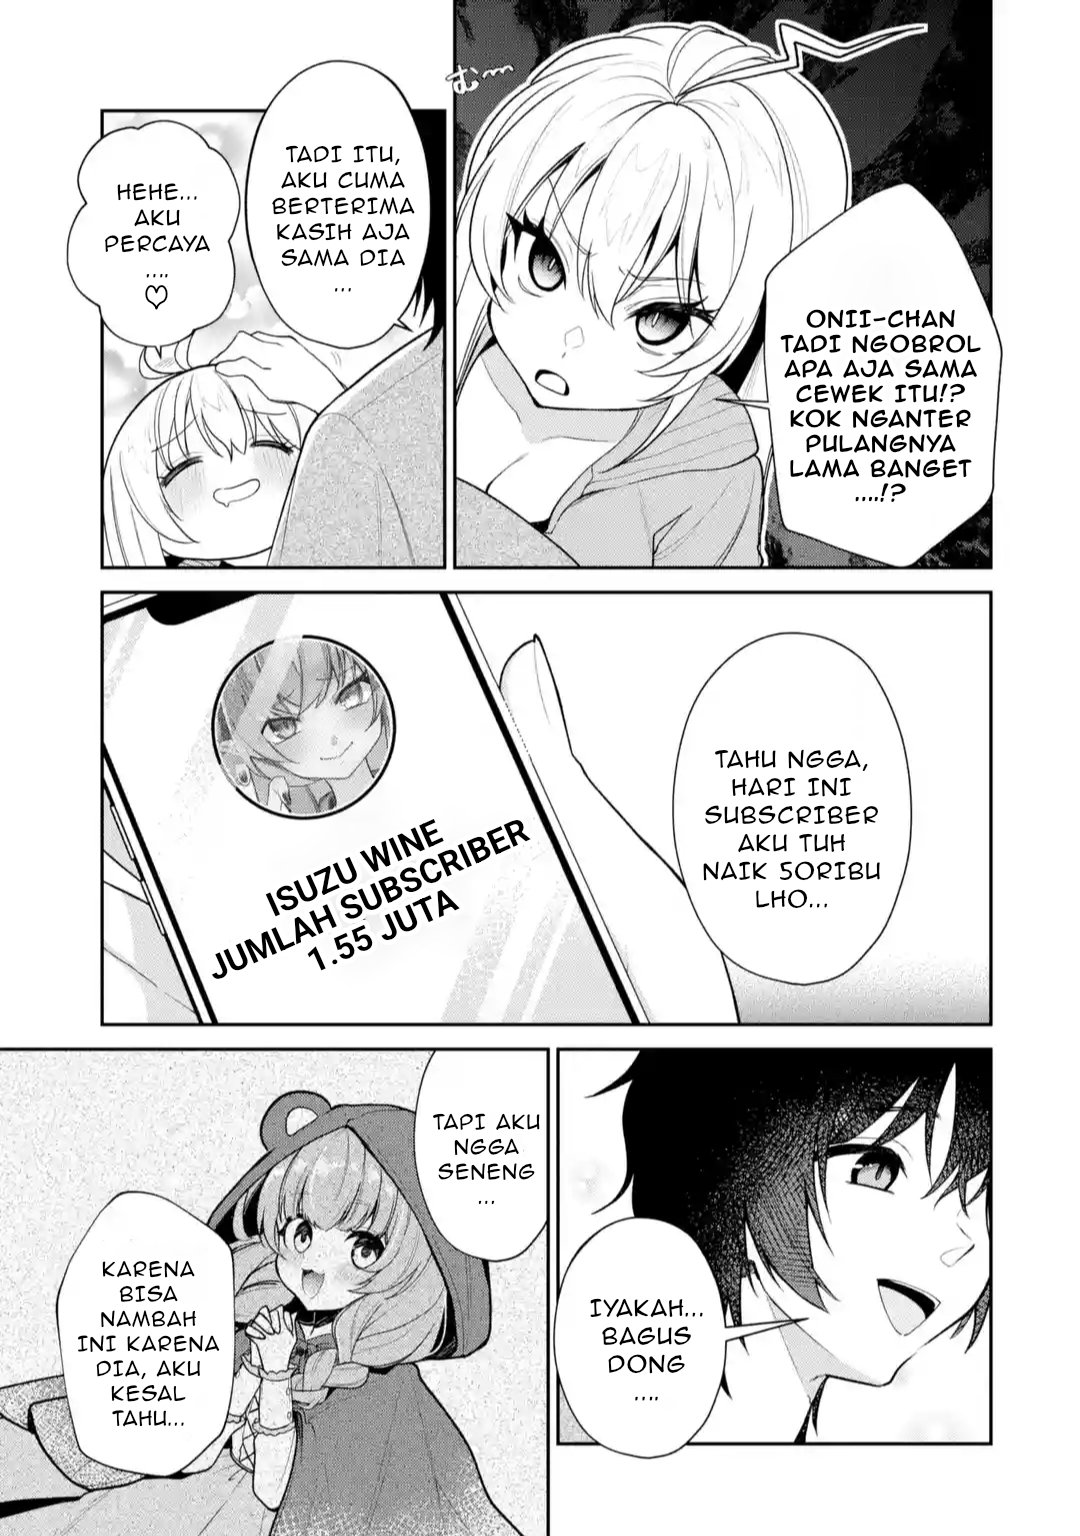 むー
ONII-CHAN
TADI NGOBROL
APA AJA SAMA
CEWEK ITU!?
KOK NGANTER
PULANGNYA
LAMA BANGET
....!?
TADI ITU,
AKU CUMA
BERTERIMA
KASIH AJA
SAMA DIA
...
HEHE...
AKU
PERCAYA
....
♡
TAHU NGGA,
HARI INI
SUBSCRIBER
AKU TUH
NAIK 50RIBU
LHO...
ISUZU WINE
JUMLAH SUBSCRIBER
1.55 JUTA
IYAKAH...
BAGUS
DONG
....
TAPI AKU
NGGA
SENENG
...
KARENA
BISA
NAMBAH
INI KARENA
DIA, AKU
KESAL
TAHU...